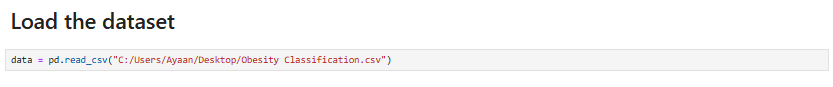 Load the dataset
data = pd.read_csv("C:/Users/Ayaan/Desktop/Obesity Classification.csv")